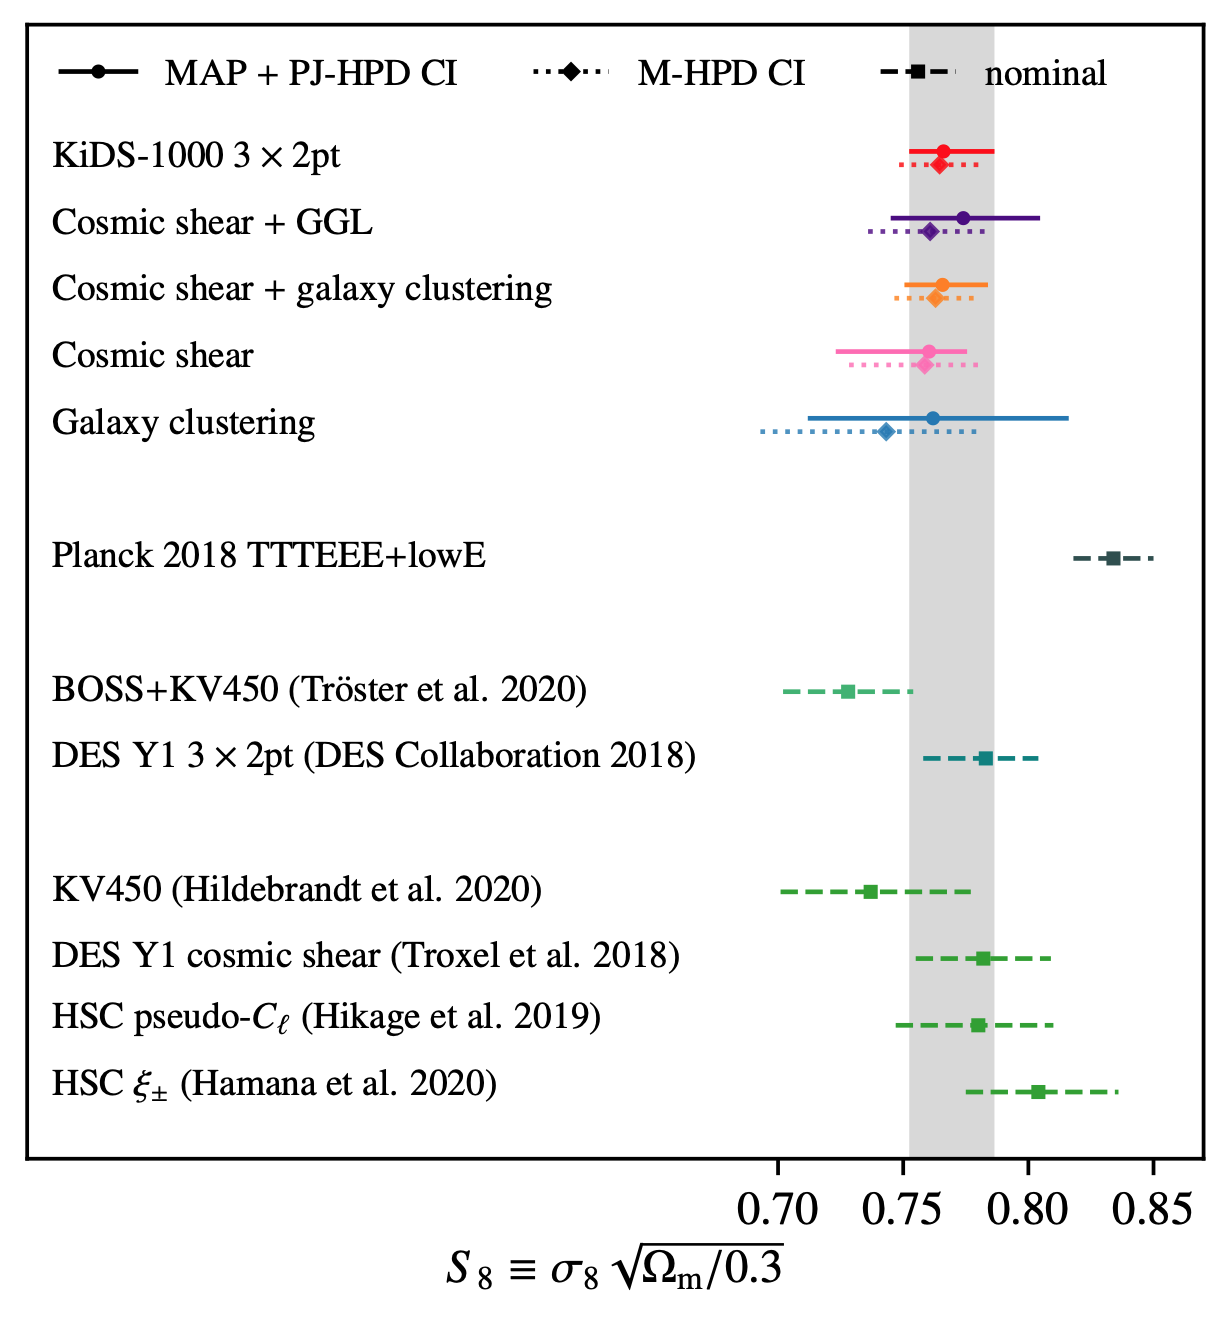 MAP + PJ-HPD CI M-HPD CI nominal
KiDS-1000 3 × 2pt
Cosmic shear + GGL
Cosmic shear + galaxy clustering
Cosmic shear
Galaxy clustering
Planck 2018 TTTEEE+lowE
BOSS+KV450 (Tröster et al. 2020)
DES Y1 3 × 2pt (DES Collaboration 2018)
KV450 (Hildebrandt et al. 2020)
DES Y1 cosmic shear (Troxel et al. 2018)
HSC pseudo-Cℓ (Hikage et al. 2019)
HSC ξ± (Hamana et al. 2020)
0.70 0.75 0.80 0.85
S₈ ≡ σ₈ √Ωₘ/0.3